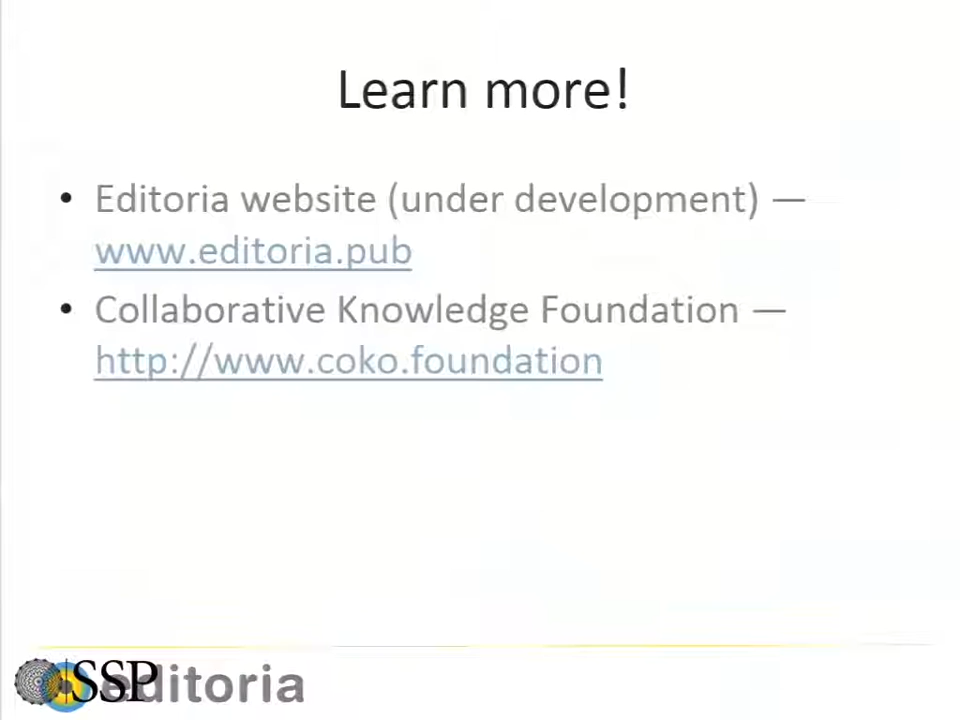 Learn more!
• Editoria website (under development) —
www.editoria.pub
• Collaborative Knowledge Foundation —
http://www.coko.foundation
SSP editoria